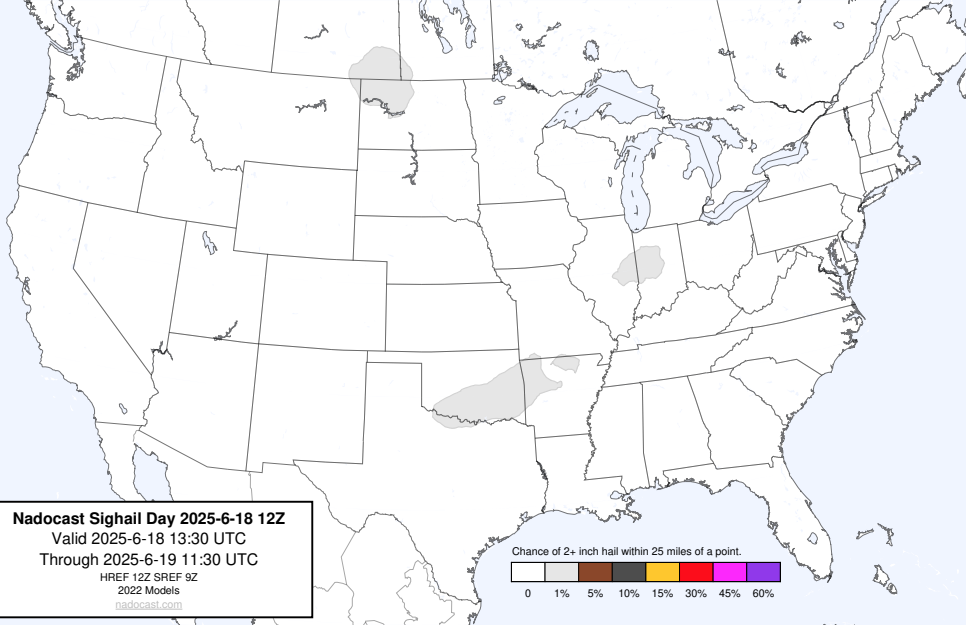 Nadocast Sighail Day 2025-6-18 12Z
Valid 2025-6-18 13:30 UTC
Through 2025-6-19 11:30 UTC
HREF 12Z SREF 9Z
2022 Models
nadocast.com
Chance of 2+ inch hail within 25 miles of a point.
0 1% 5% 10% 15% 30% 45% 60%